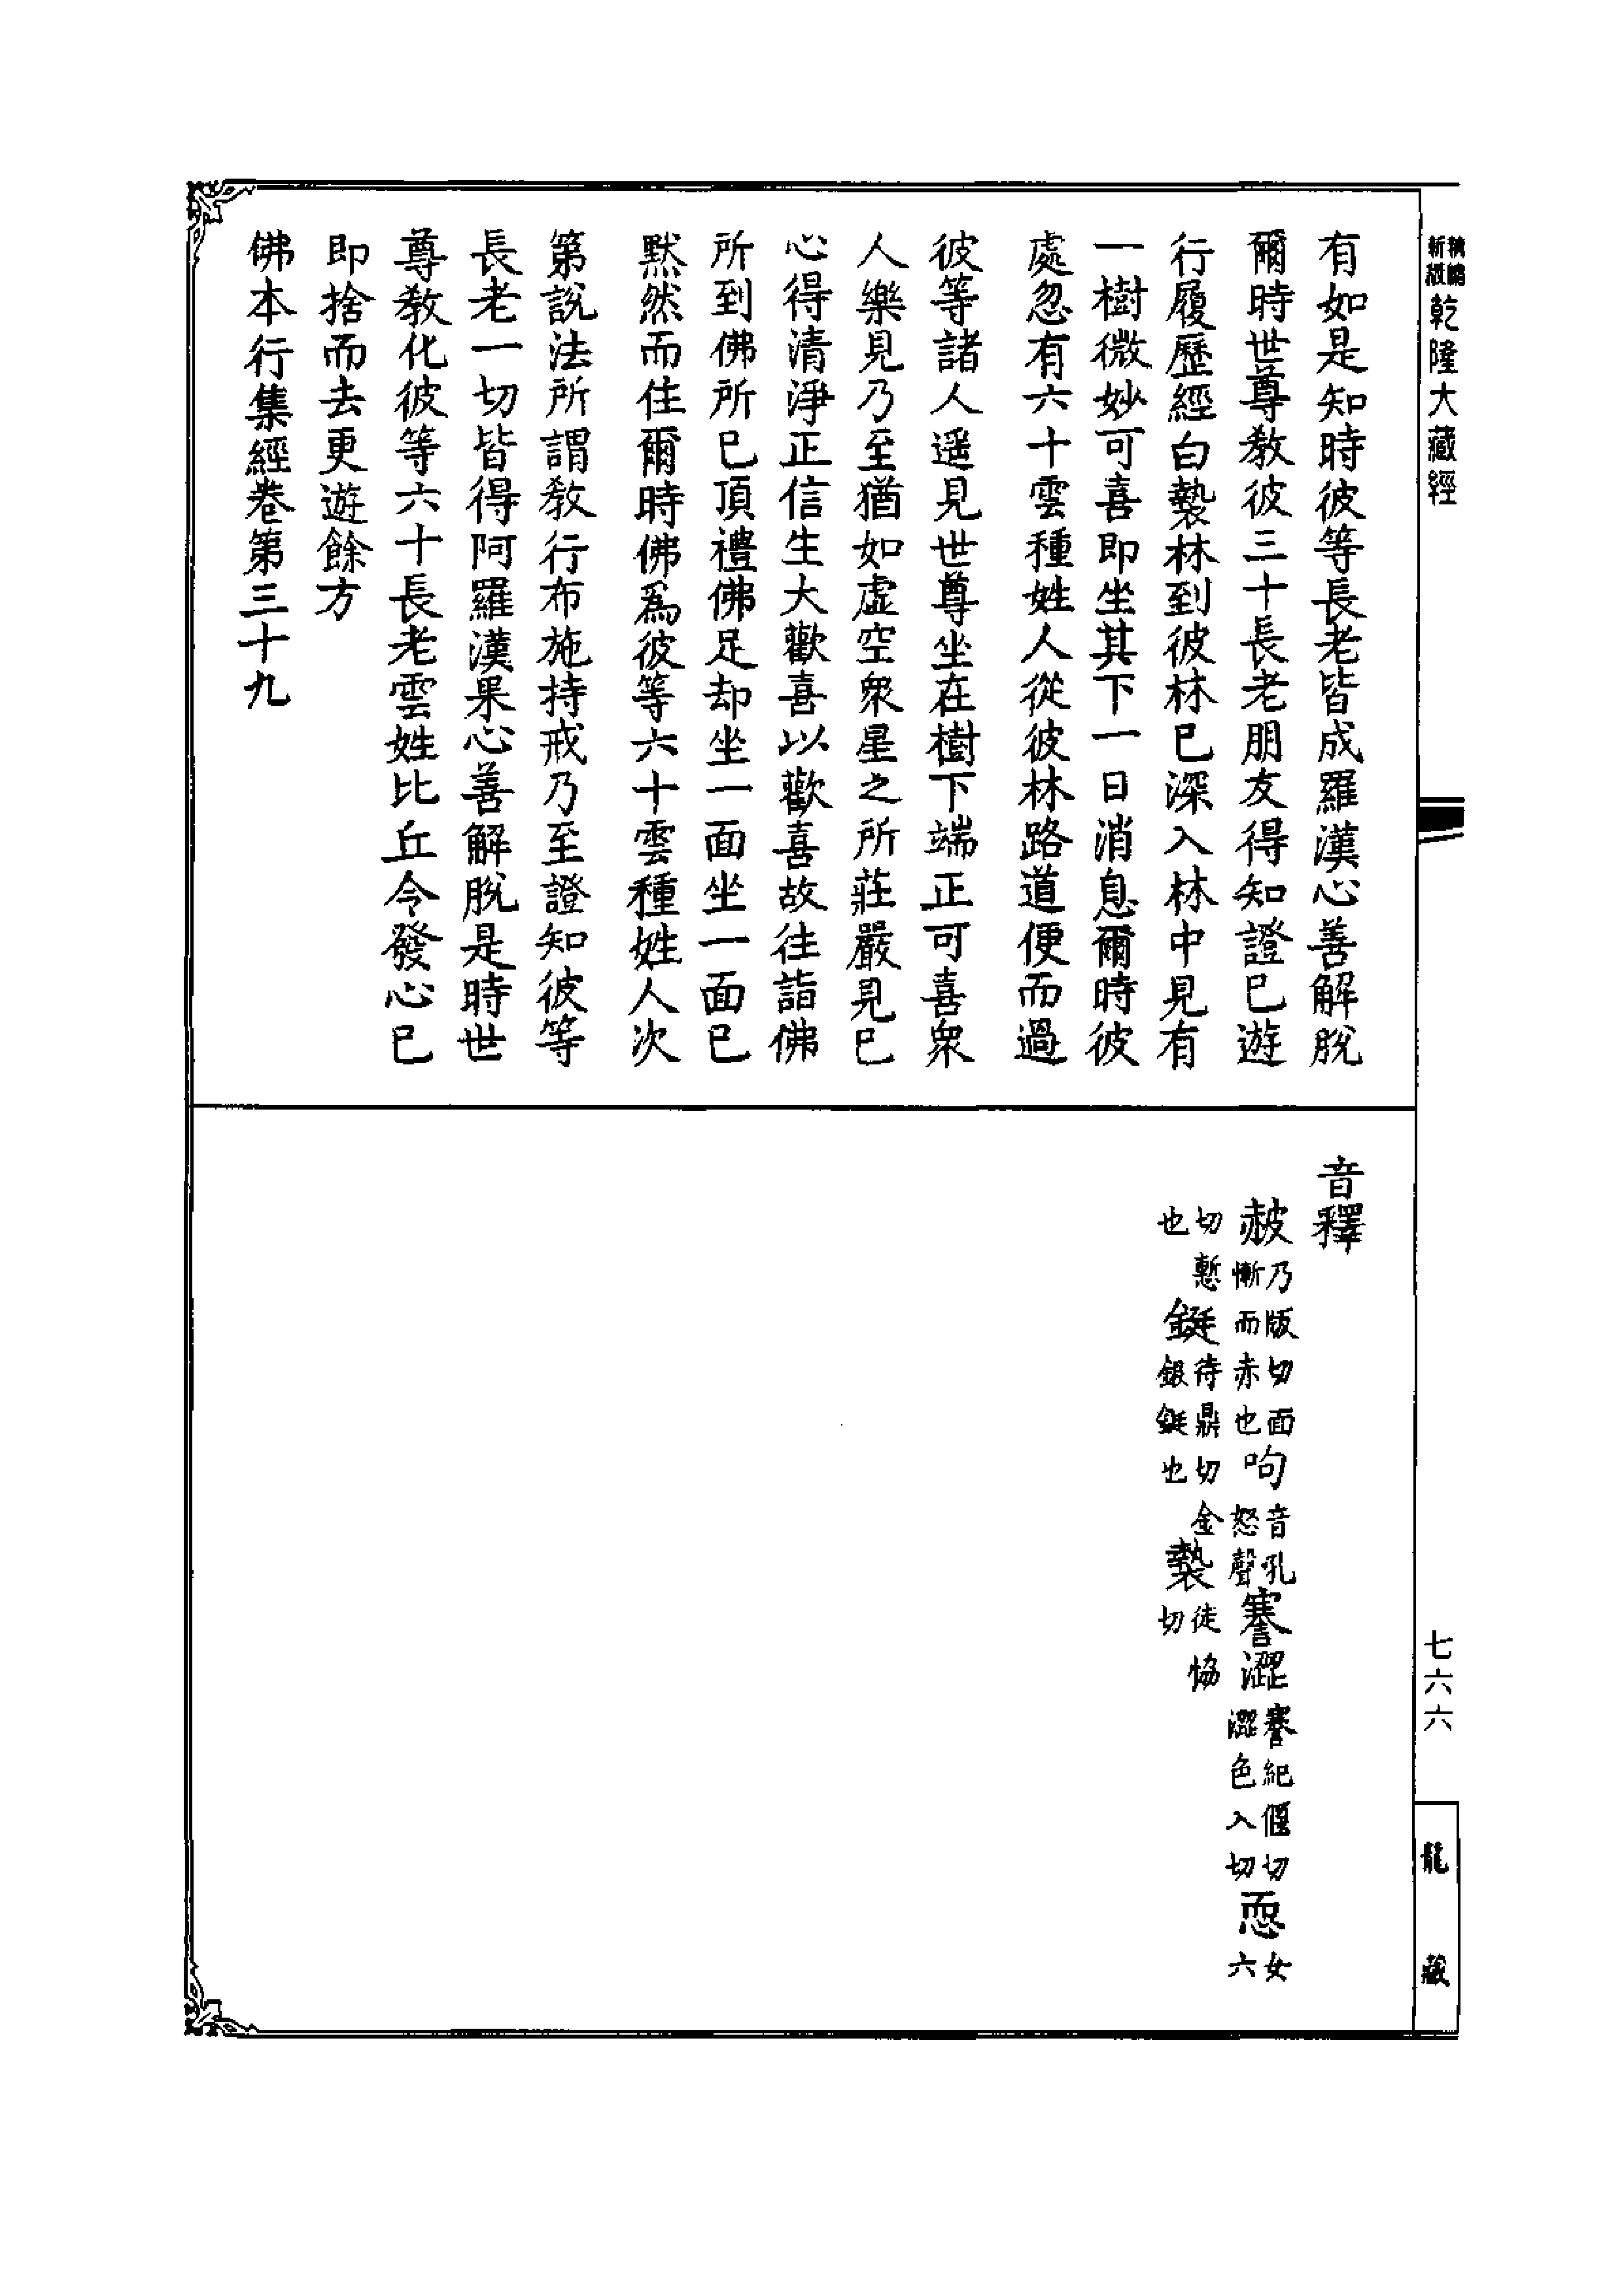 新編
縮版
乾隆大藏經
七六六
龍藏
有如是知時彼等長老皆成羅漢心善解脫
爾時世尊教彼三十長老朋友得知證已遊
行履歷經白褺林到彼林已深入林中見有
一樹微妙可喜即坐其下一日消息爾時彼
處忽有六十雲種姓人從彼林路道便而過
彼等諸人遥見世尊坐在樹下端正可喜衆
人樂見乃至猶如虛空衆星之所莊嚴見已
心得清淨正信生大歡喜以歡喜故往詣佛
所到佛所已頂禮佛足却坐一面坐一面已
默然而住爾時佛爲彼等六十雲種姓人次
第說法所謂教行布施持戒乃至證知彼等
長老一切皆得阿羅漢果心善解脫是時世
尊教化彼等六十長老雲姓比丘令發心已
即捨而去更遊餘方
佛本行集經卷第三十九
音釋
赧乃版切面慚而赤也呴音吼怒聲謇澀謇紀偃切澀色入切恧女六
切慙也鋌待鼎切金銀鋌也褺徒協切